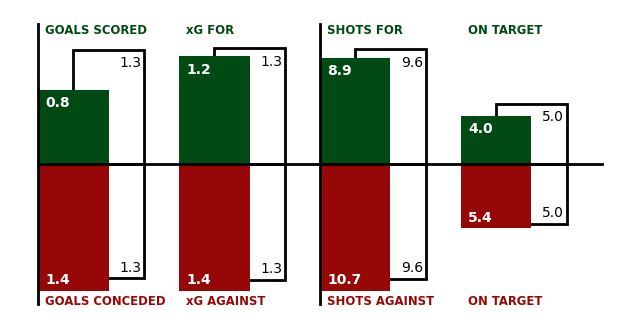 GOALS SCORED xG FOR SHOTS FOR ON TARGET
1.3 1.3 9.6
1.2 8.9
0.8 5.0
4.0
5.4 5.0
1.3 1.3 9.6
1.4 1.4 10.7
GOALS CONCEDED xG AGAINST SHOTS AGAINST ON TARGET